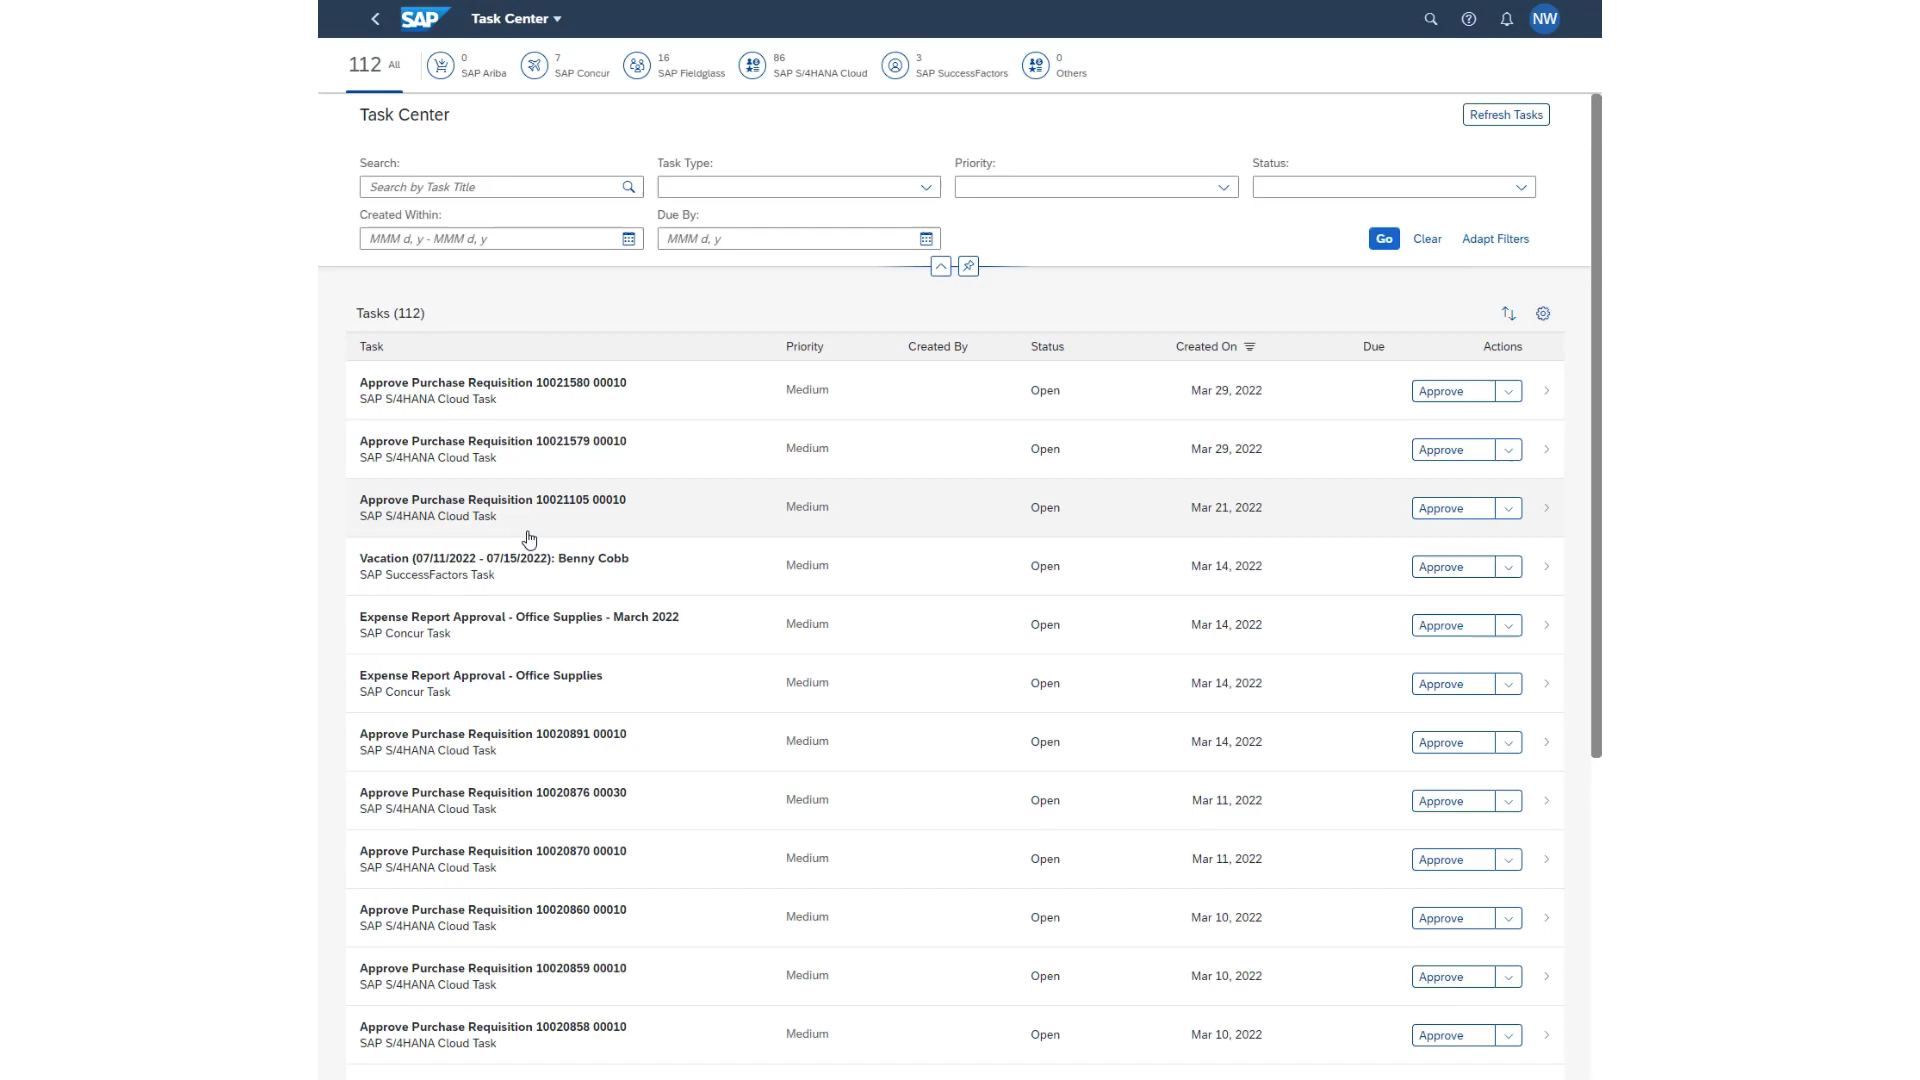 SAP Task Center NW
112 All
0 SAP Ariba
7 SAP Concur
16 SAP Fieldglass
86 SAP S/4HANA Cloud
3 SAP SuccessFactors
0 Others
Task Center Refresh Tasks
Search: Task Type: Priority: Status:
Search by Task Title
Created Within: Due By:
MMM d, y - MMM d, y MMM d, y Go Clear Adapt Filters
Tasks (112)
Task Priority Created By Status Created On Due Actions
Approve Purchase Requisition 10021580 00010
SAP S/4HANA Cloud Task
Medium Open Mar 29, 2022 Approve
Approve Purchase Requisition 10021579 00010
SAP S/4HANA Cloud Task
Medium Open Mar 29, 2022 Approve
Approve Purchase Requisition 10021105 00010
SAP S/4HANA Cloud Task
Medium Open Mar 21, 2022 Approve
Vacation (07/11/2022 - 07/15/2022): Benny Cobb
SAP SuccessFactors Task
Medium Open Mar 14, 2022 Approve
Expense Report Approval - Office Supplies - March 2022
SAP Concur Task
Medium Open Mar 14, 2022 Approve
Expense Report Approval - Office Supplies
SAP Concur Task
Medium Open Mar 14, 2022 Approve
Approve Purchase Requisition 10020891 00010
SAP S/4HANA Cloud Task
Medium Open Mar 14, 2022 Approve
Approve Purchase Requisition 10020876 00030
SAP S/4HANA Cloud Task
Medium Open Mar 11, 2022 Approve
Approve Purchase Requisition 10020870 00010
SAP S/4HANA Cloud Task
Medium Open Mar 11, 2022 Approve
Approve Purchase Requisition 10020860 00010
SAP S/4HANA Cloud Task
Medium Open Mar 10, 2022 Approve
Approve Purchase Requisition 10020859 00010
SAP S/4HANA Cloud Task
Medium Open Mar 10, 2022 Approve
Approve Purchase Requisition 10020858 00010
SAP S/4HANA Cloud Task
Medium Open Mar 10, 2022 Approve